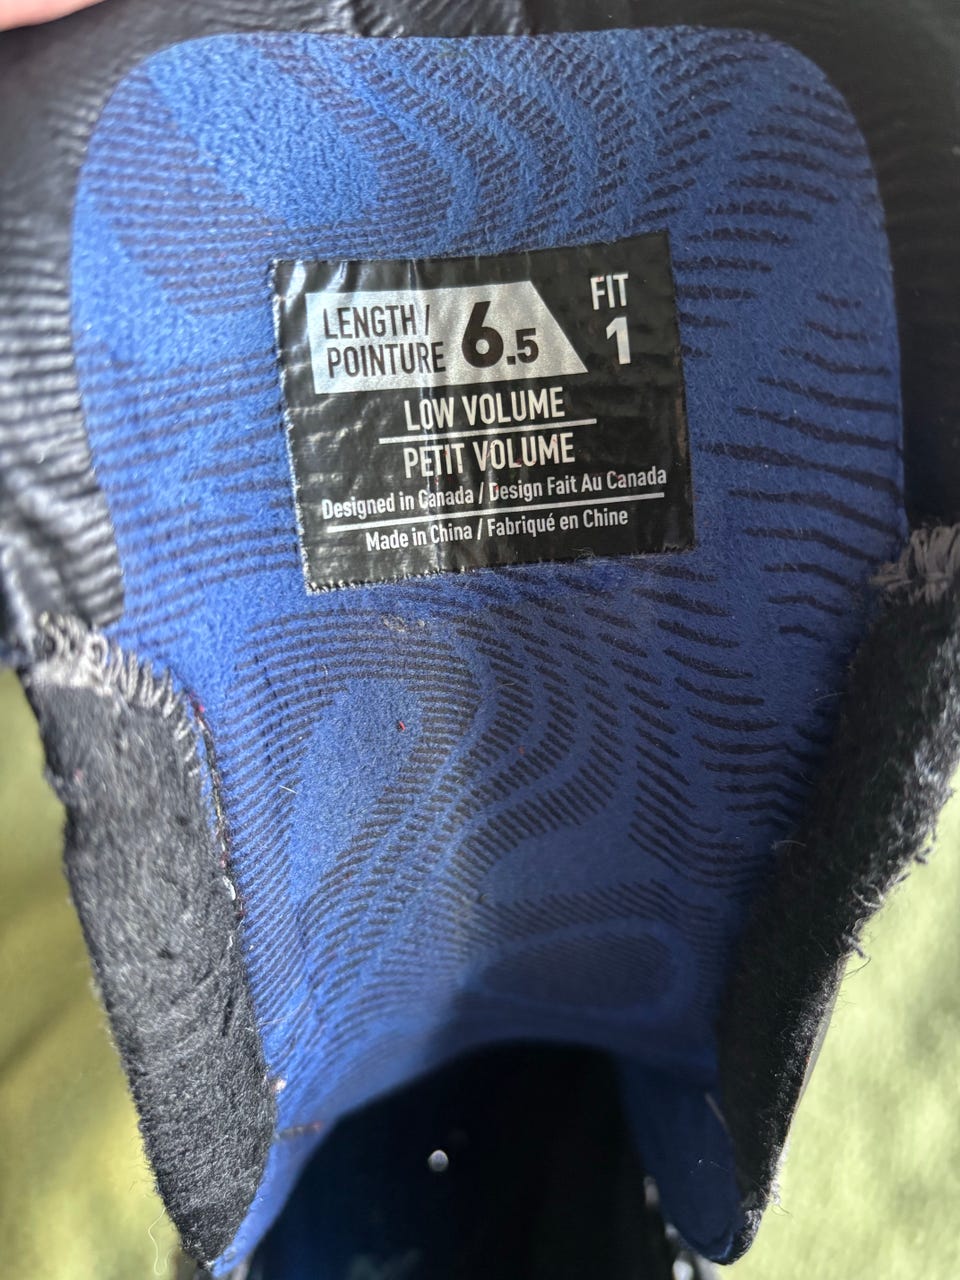 LENGTH / 6.5 FIT
POINTURE 1
LOW VOLUME
PETIT VOLUME
Designed in Canada / Design Fait Au Canada
Made in China / Fabriqué en Chine